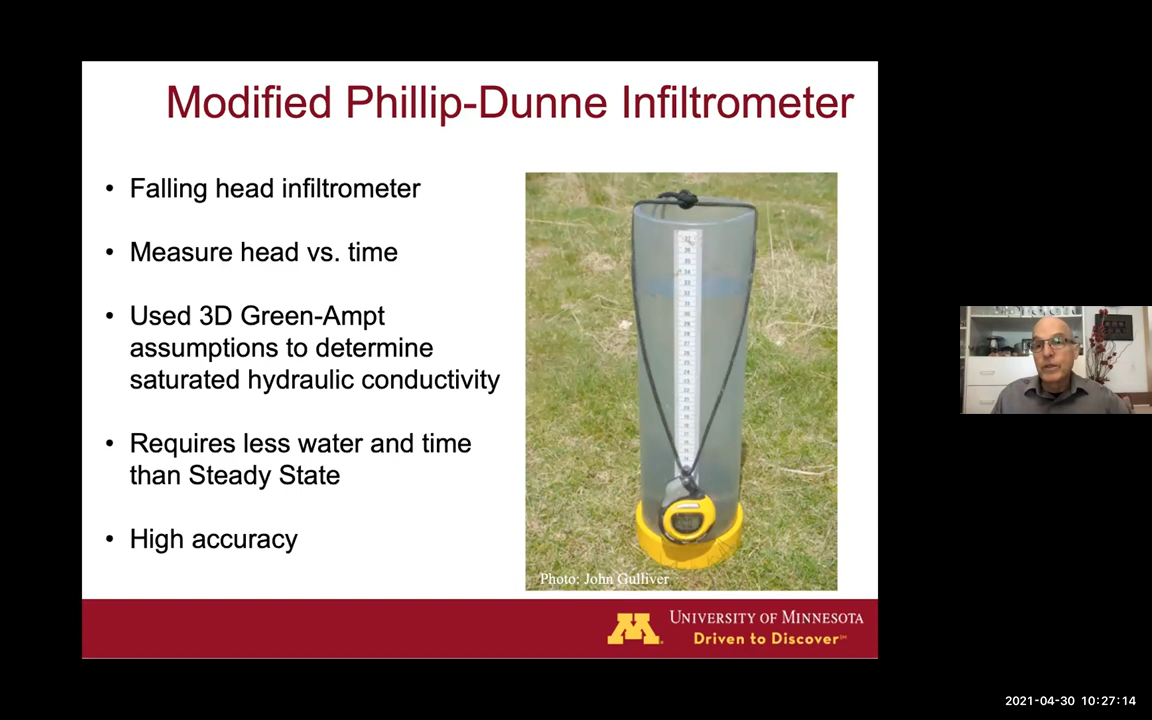 Modified Phillip-Dunne Infiltrometer
• Falling head infiltrometer
• Measure head vs. time
• Used 3D Green-Ampt
assumptions to determine
saturated hydraulic conductivity
• Requires less water and time
than Steady State
• High accuracy
Photo: John Gulliver
M
UNIVERSITY OF MINNESOTA
Driven to Discover℠
2021-04-30 10:27:14